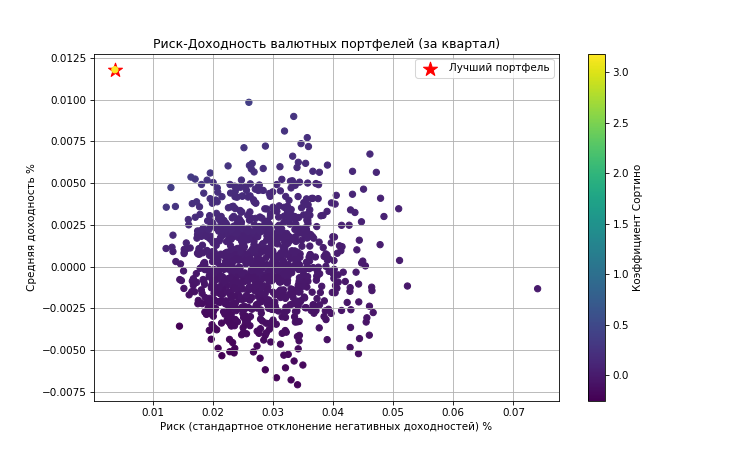 Риск-Доходность валютных портфелей (за квартал)
Лучший портфель
0.0125
0.0100
0.0075
0.0050
0.0025
0.0000
−0.0025
−0.0050
−0.0075
Средняя доходность %
0.01 0.02 0.03 0.04 0.05 0.06 0.07
Риск (стандартное отклонение негативных доходностей) %
3.0
2.5
2.0
1.5
1.0
0.5
0.0
Коэффициент Сортино